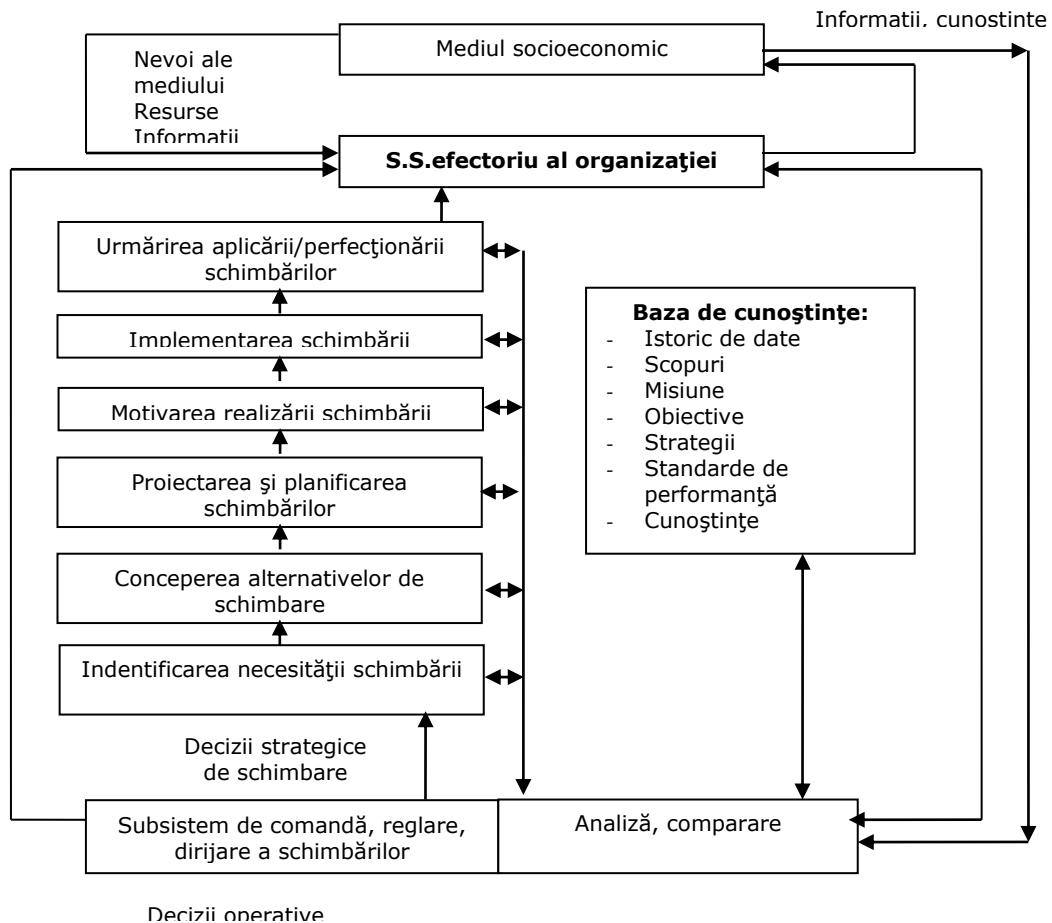 Informatii. cunostinte
Mediul socioeconomic
Nevoi ale
mediului
Resurse
Informatii
S.S.efectoriu al organizaţiei
Urmărirea aplicării/perfecţionării
schimbărilor
Implementarea schimbării
Motivarea realizării schimbării
Proiectarea şi planificarea
schimbărilor
Conceperea alternativelor de
schimbare
Indentificarea necesităţii schimbării
Baza de cunoştinţe:
- Istoric de date
- Scopuri
- Misiune
- Obiective
- Strategii
- Standarde de
performanţă
- Cunoştinţe
Decizii strategice
de schimbare
Subsistem de comandă, reglare,
dirijare a schimbărilor
Analiză, comparare
Decizii operative